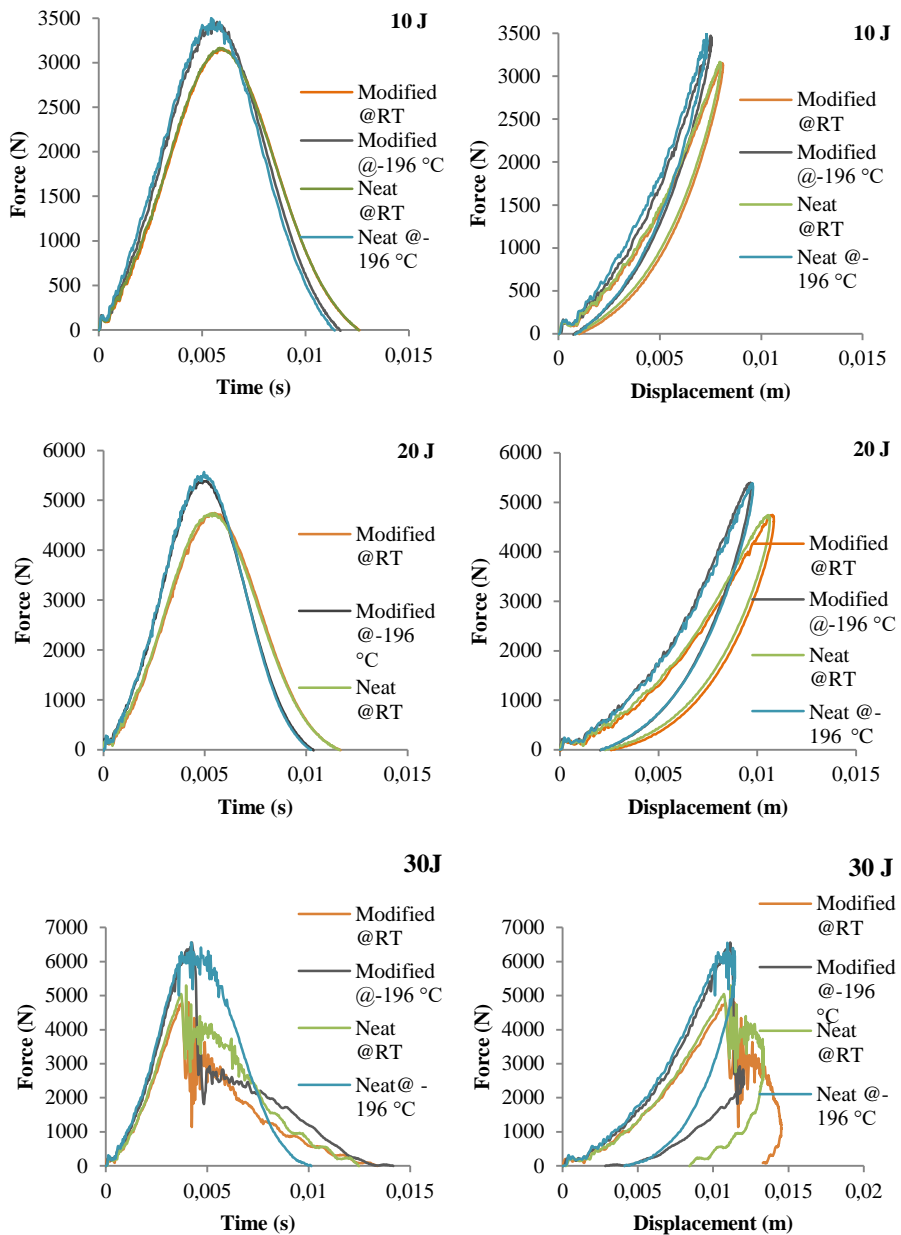 10 J
3500
3000
2500
2000
1500
1000
500
0
Force (N)
0
0,005
0,01
0,015
Time (s)
Modified
@RT
Modified
@-196 °C
Neat
@RT
Neat @-
196 °C
10 J
3500
3000
2500
2000
1500
1000
500
0
Force (N)
0
0,005
0,01
0,015
Displacement (m)
Modified
@RT
Modified
@-196 °C
Neat
@RT
Neat @-
196 °C
20 J
6000
5000
4000
3000
2000
1000
0
Force (N)
0
0,005
0,01
0,015
Time (s)
Modified
@RT
Modified
@-196
°C
Neat
@RT
20 J
6000
5000
4000
3000
2000
1000
0
Force (N)
0
0,005
0,01
0,015
Displacement (m)
Modified
@RT
Modified
@-196 °C
Neat
@RT
Neat @-
196 °C
30J
7000
6000
5000
4000
3000
2000
1000
0
Force (N)
0
0,005
0,01
0,015
Time (s)
Modified
@RT
Modified
@-196 °C
Neat
@RT
Neat@ -
196 °C
30 J
7000
6000
5000
4000
3000
2000
1000
0
Force (N)
0
0,005
0,01
0,015
0,02
Displacement (m)
Modified
@RT
Modified
@-196
°C
Neat
@RT
Neat @-
196 °C